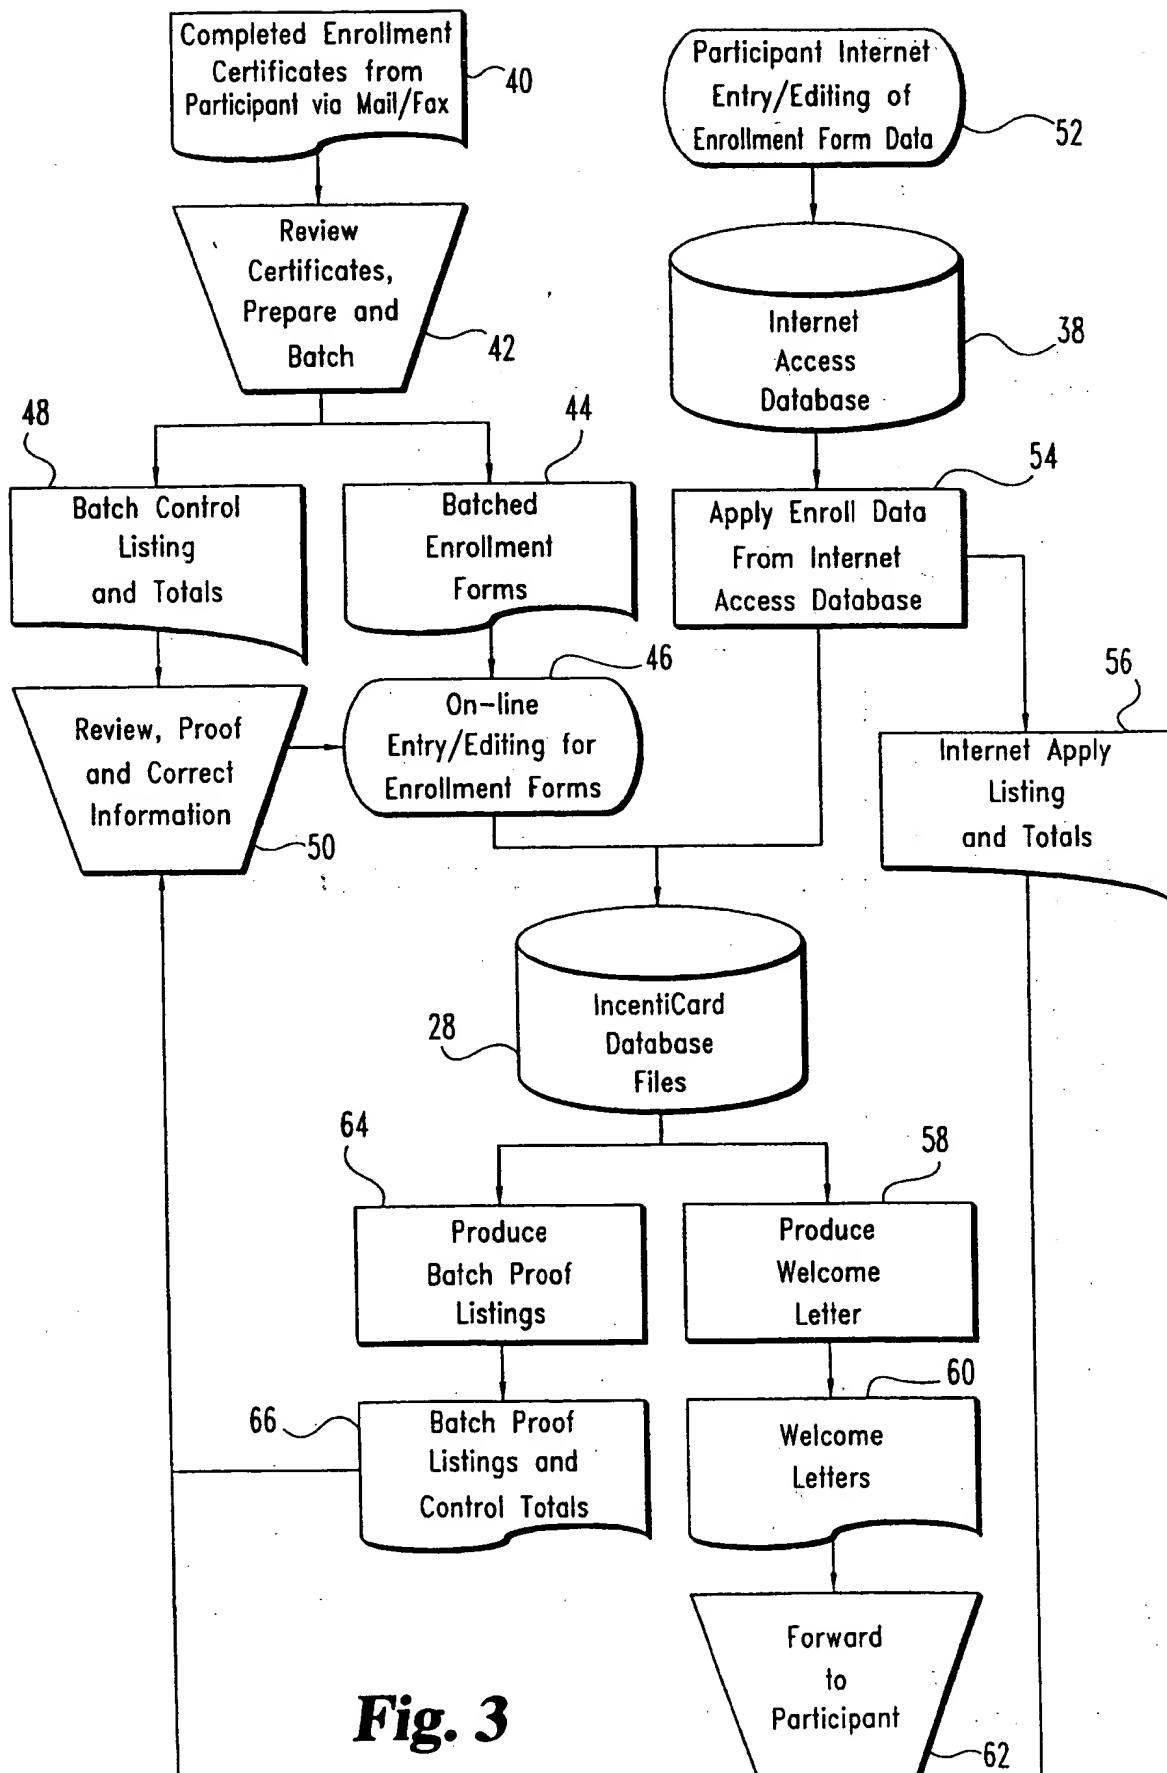 Completed Enrollment
Certificates from
Participant via Mail/Fax
40
Participant Internet
Entry/Editing of
Enrollment Form Data
52
Review
Certificates,
Prepare and
Batch
42
Internet
Access
Database
38
48
Batch Control
Listing
and Totals
44
Batched
Enrollment
Forms
54
Apply Enroll Data
From Internet
Access Database
Review, Proof
and Correct
Information
50
46
On-line
Entry/Editing for
Enrollment Forms
56
Internet Apply
Listing
and Totals
28
IncentiCard
Database
Files
64
Produce
Batch Proof
Listings
58
Produce
Welcome
Letter
66
Batch Proof
Listings and
Control Totals
60
Welcome
Letters
Forward
to
Participant
62
Fig. 3